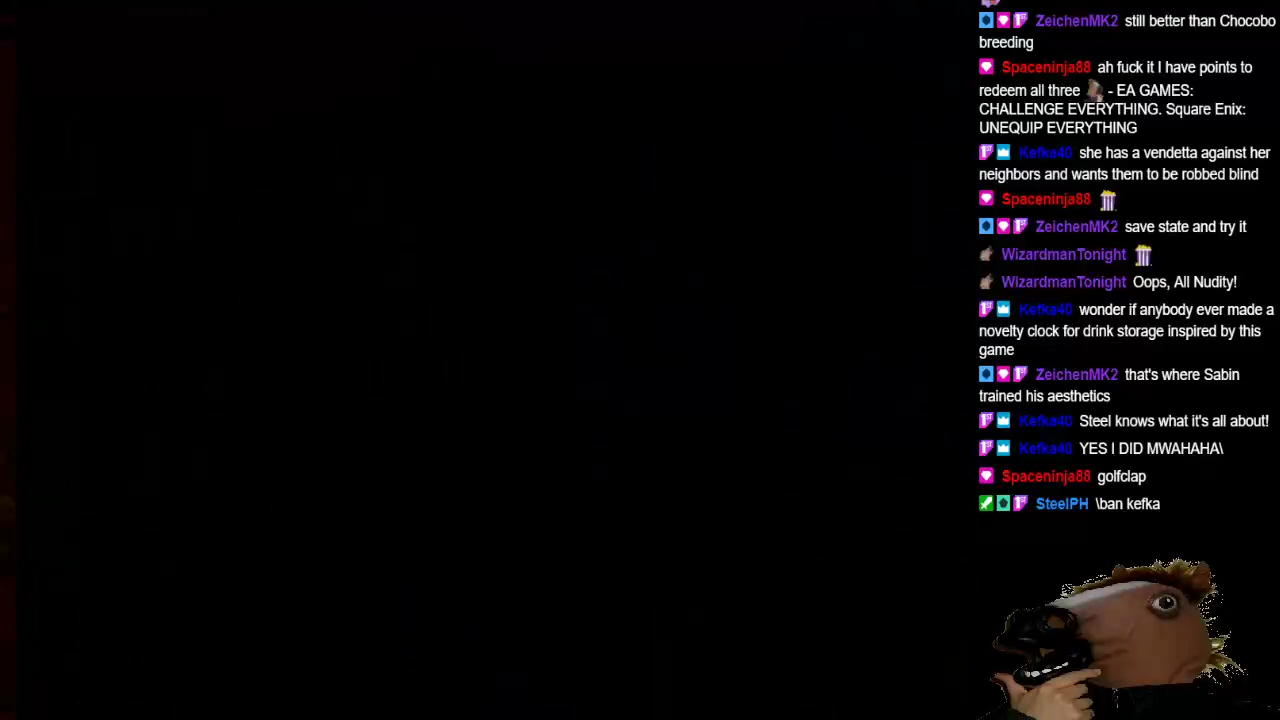 ZeichenMK2 still better than Chocobo
breeding
Spaceninja88 ah fuck it I have points to
redeem all three - EA GAMES:
CHALLENGE EVERYTHING. Square Enix:
UNEQUIP EVERYTHING
Kefka40 she has a vendetta against her
neighbors and wants them to be robbed blind
Spaceninja88
ZeichenMK2 save state and try it
WizardmanTonight
WizardmanTonight Oops, All Nudity!
Kefka40 wonder if anybody ever made a
novelty clock for drink storage inspired by this
game
ZeichenMK2 that's where Sabin
trained his aesthetics
Kefka40 Steel knows what it's all about!
Kefka40 YES I DID MWAHAHA\
Spaceninja88 golfclap
SteelPH \ban kefka